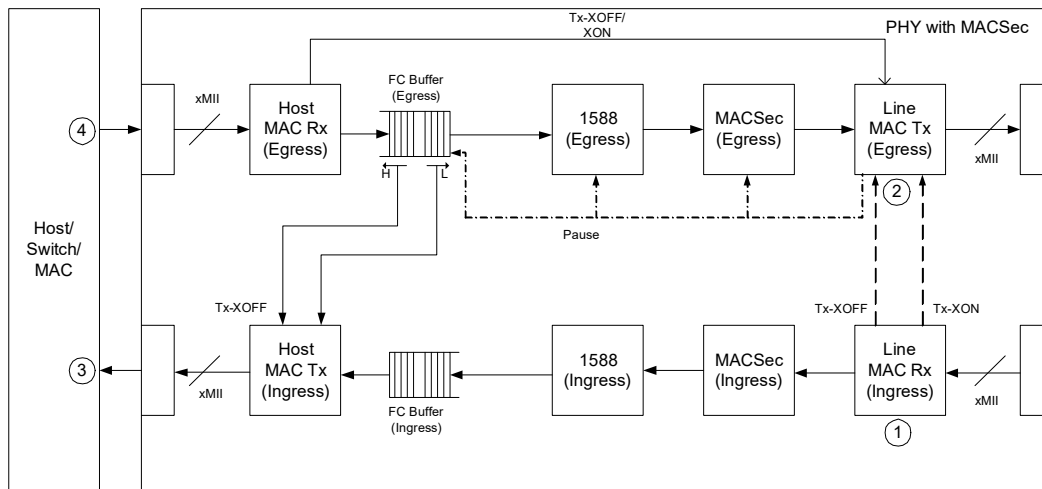 Tx-XOFF/
XON
PHY with MACSec
FC Buffer
(Egress)
xMII
Host
MAC Rx
(Egress)
1588
(Egress)
MACSec
(Egress)
Line
MAC Tx
(Egress)
xMII
4
H
L
2
Pause
Host/
Switch/
MAC
Tx-XOFF
Tx-XOFF
Tx-XON
Host
MAC Tx
(Ingress)
1588
(Ingress)
MACSec
(Ingress)
Line
MAC Rx
(Ingress)
3
xMII
xMII
FC Buffer
(Ingress)
1